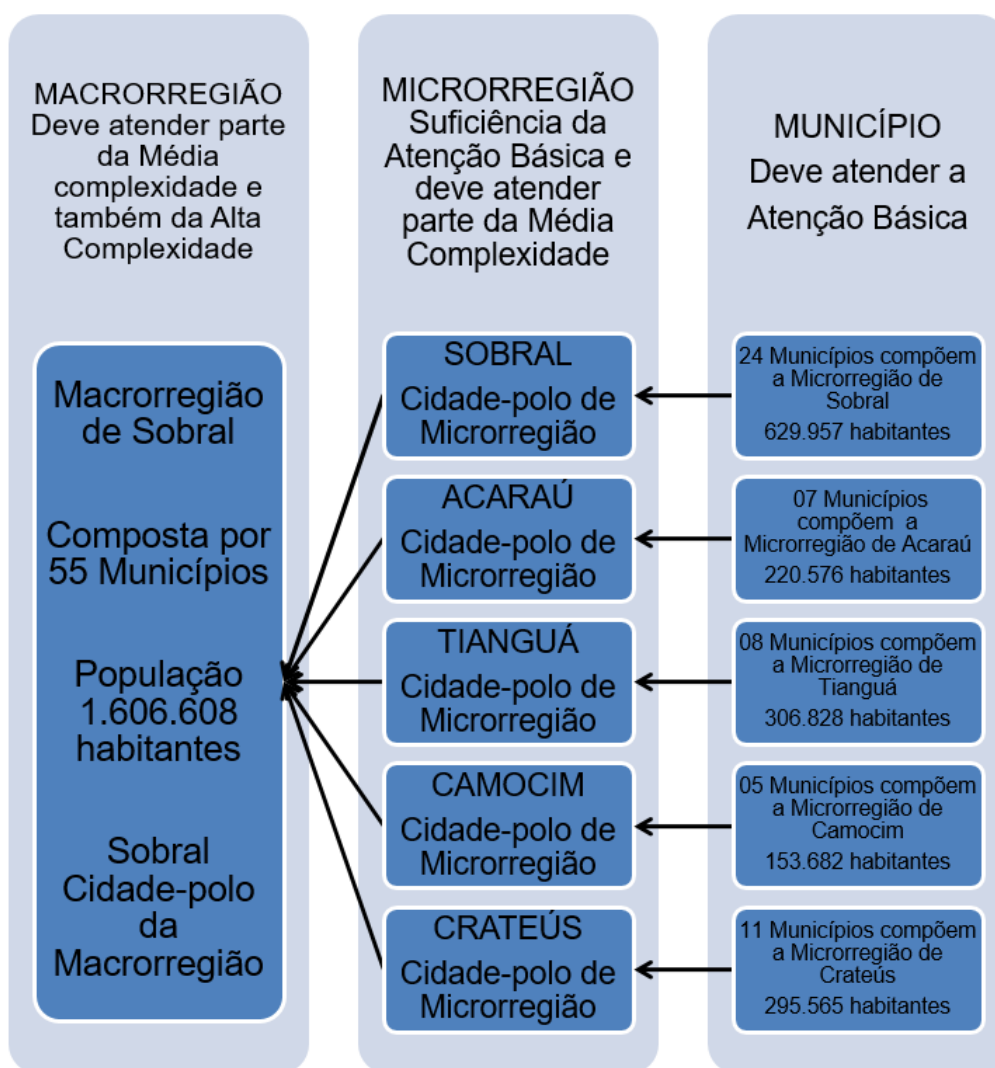 MACRORREGIÃO
Deve atender parte
da Média
complexidade e
também da Alta
Complexidade
Macrorregião
de Sobral
Composta por
55 Municípios
População
1.606.608
habitantes
Sobral
Cidade-polo
da
Macrorregião
MICRORREGIÃO
Suficiência da
Atenção Básica e
deve atender
parte da Média
Complexidade
SOBRAL
Cidade-polo de
Microrregião
ACARAÚ
Cidade-polo de
Microrregião
TIANGUÁ
Cidade-polo de
Microrregião
CAMOCIM
Cidade-polo de
Microrregião
CRATEÚS
Cidade-polo de
Microrregião
MUNICÍPIO
Deve atender a
Atenção Básica
24 Municípios compõem
a Microrregião de
Sobral
629.957 habitantes
07 Municípios
compõem a
Microrregião de Acaraú
220.576 habitantes
08 Municípios compõem
a Microrregião de
Tianguá
306.828 habitantes
05 Municípios compõem
a Microrregião de
Camocim
153.682 habitantes
11 Municípios compõem
a Microrregião de
Crateús
295.565 habitantes